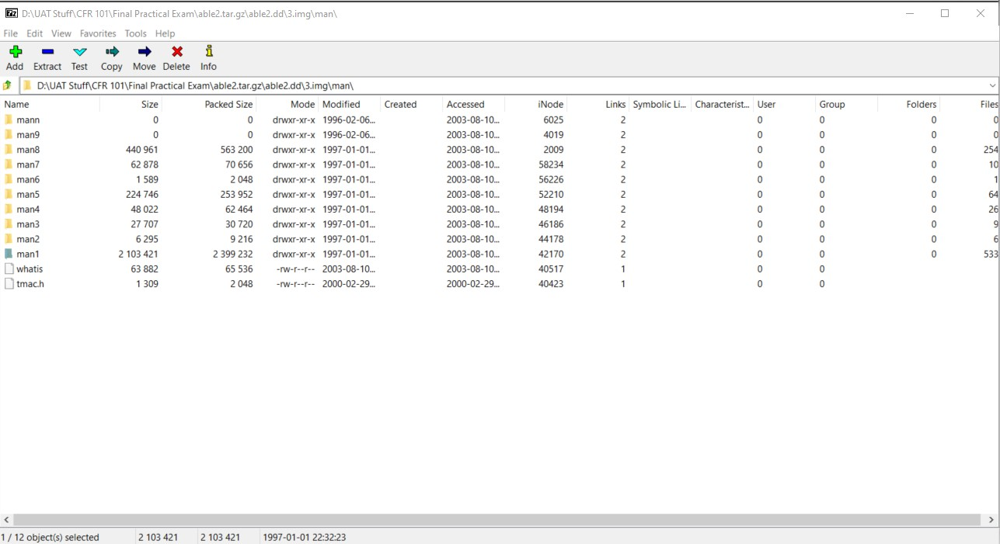 D:\UAT Stuff\CFR 101\Final Practical Exam\able2.tar.gz\able2.dd\3.img\man\
File Edit View Favorites Tools Help
Add Extract Test Copy Move Delete Info
D:\UAT Stuff\CFR 101\Final Practical Exam\able2.tar.gz\able2.dd\3.img\man\
Name Size Packed Size Mode Modified Created Accessed iNode Links Symbolic Li... Characterist... User Group Folders Files
mann 0 0 drwxr-xr-x 1996-02-06... 2003-08-10... 6025 2 0 0 0 0
man9 0 0 drwxr-xr-x 1996-02-06... 2003-08-10... 4019 2 0 0 0 0
man8 440 961 563 200 drwxr-xr-x 1997-01-01... 2003-08-10... 2009 2 0 0 0 254
man7 62 878 70 656 drwxr-xr-x 1997-01-01... 2003-08-10... 58234 2 0 0 0 10
man6 1 589 2 048 drwxr-xr-x 1997-01-01... 2003-08-10... 56226 2 0 0 0 1
man5 224 746 253 952 drwxr-xr-x 1997-01-01... 2003-08-10... 52210 2 0 0 0 64
man4 48 022 62 464 drwxr-xr-x 1997-01-01... 2003-08-10... 48194 2 0 0 0 26
man3 27 707 30 720 drwxr-xr-x 1997-01-01... 2003-08-10... 46186 2 0 0 0 9
man2 6 295 9 216 drwxr-xr-x 1997-01-01... 2003-08-10... 44178 2 0 0 0 6
man1 2 103 421 2 399 232 drwxr-xr-x 1997-01-01... 2003-08-10... 42170 2 0 0 0 533
whatis 63 882 65 536 -rw-r--r-- 2003-08-10... 2003-08-10... 40517 1 0 0
tmac.h 1 309 2 048 -rw-r--r-- 2000-02-29... 2000-02-29... 40423 1 0 0
1 / 12 object(s) selected 2 103 421 2 103 421 1997-01-01 22:32:23